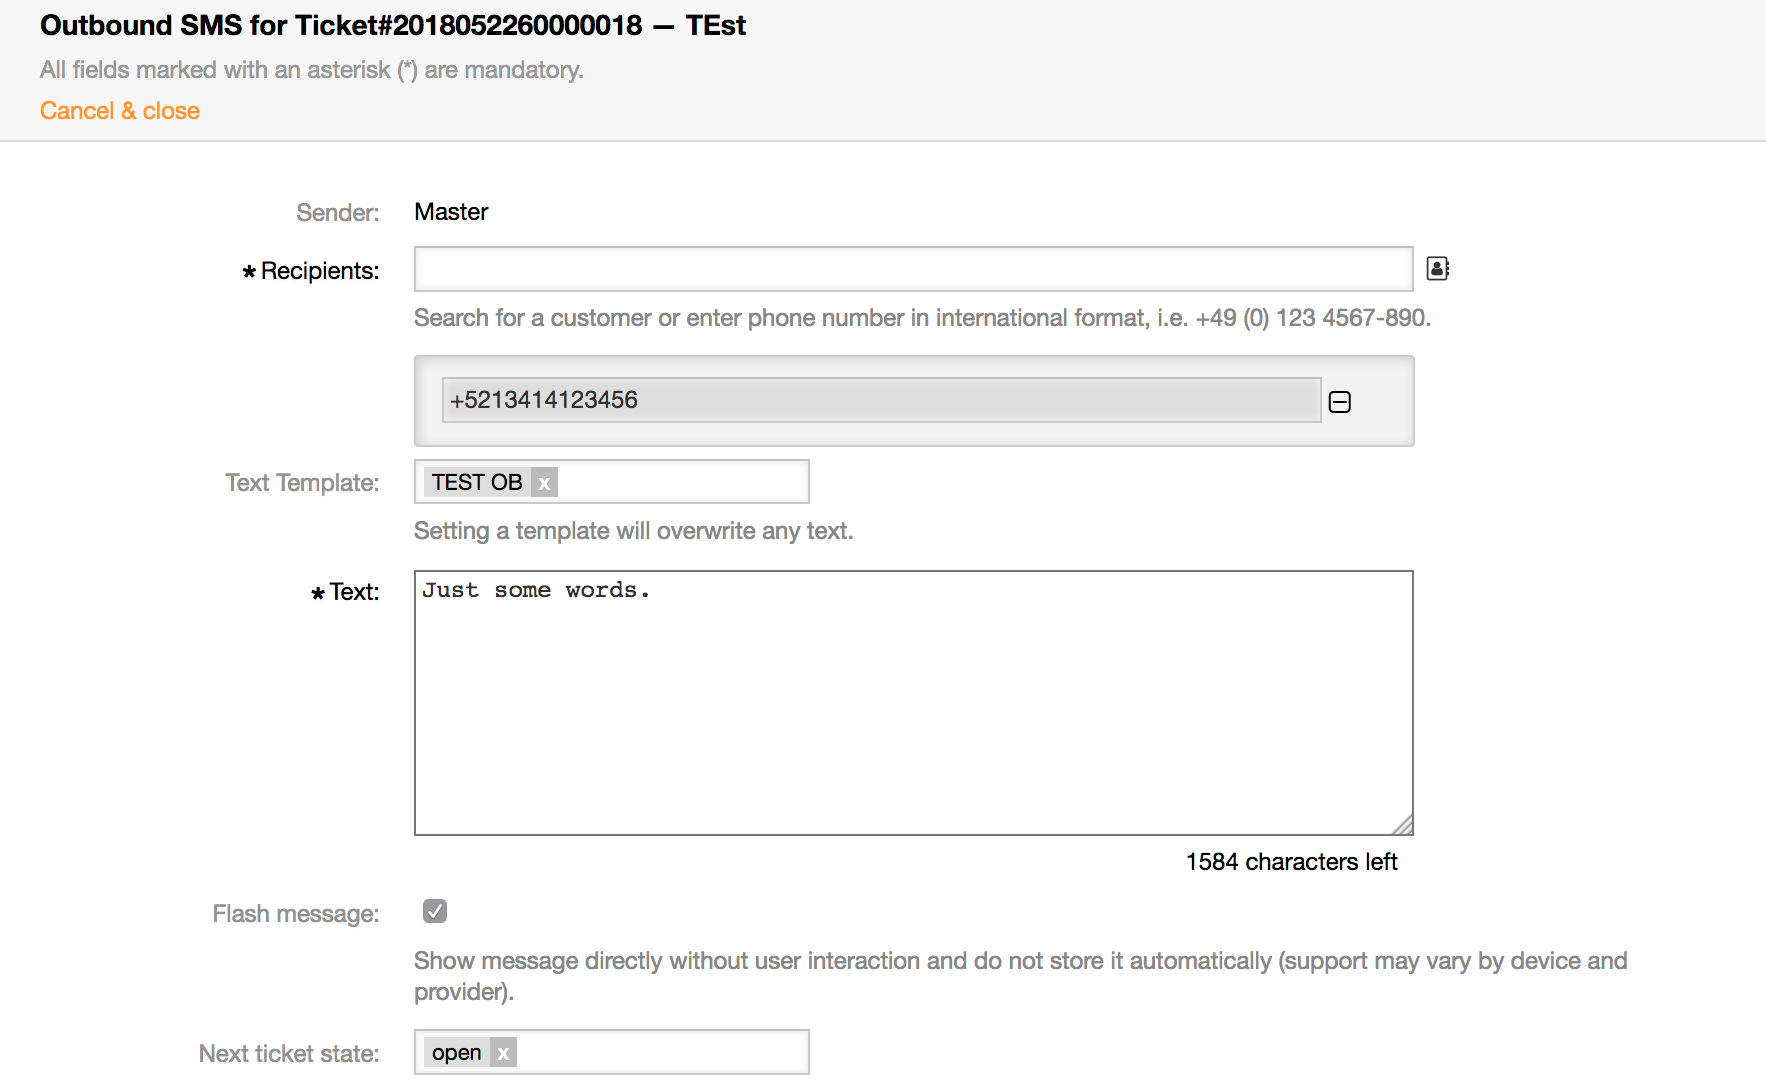 Outbound SMS for Ticket#2018052260000018 — TEst
All fields marked with an asterisk (*) are mandatory.
Cancel & close
Sender: Master
* Recipients:
Search for a customer or enter phone number in international format, i.e. +49 (0) 123 4567-890.
+5213414123456
Text Template: TEST OB x
Setting a template will overwrite any text.
* Text: Just some words.
1584 characters left
Flash message:
Show message directly without user interaction and do not store it automatically (support may vary by device and
provider).
Next ticket state: open x